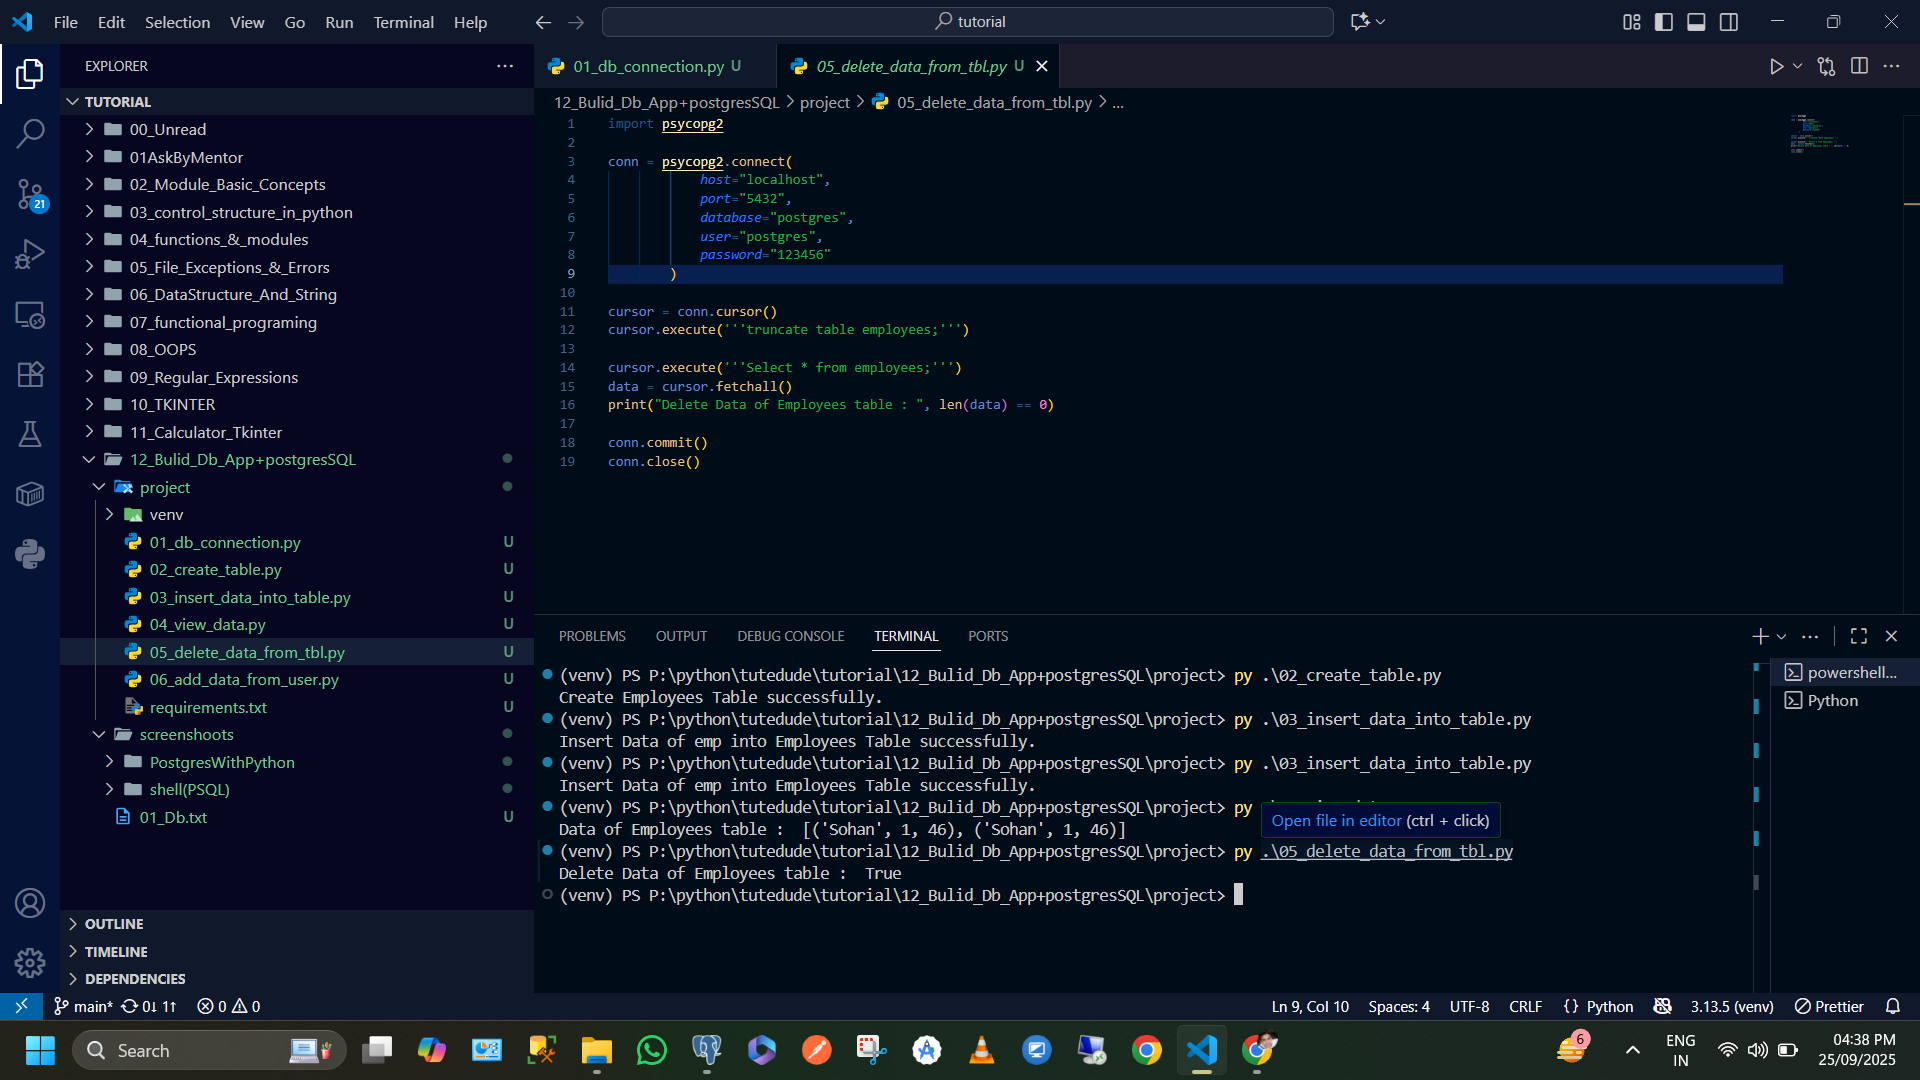 File Edit Selection View Go Run Terminal Help
tutorial
EXPLORER
TUTORIAL
00_Unread
01AskByMentor
02_Module_Basic_Concepts
03_control_structure_in_python
04_functions_&_modules
05_File_Exceptions_&_Errors
06_DataStructure_And_String
07_functional_programing
08_OOPS
09_Regular_Expressions
10_TKINTER
11_Calculator_Tkinter
12_Bulid_Db_App+postgresSQL
project
venv
01_db_connection.py U
02_create_table.py U
03_insert_data_into_table.py U
04_view_data.py U
05_delete_data_from_tbl.py U
06_add_data_from_user.py U
requirements.txt U
screenshoots
PostgresWithPython
shell(PSQL)
01_Db.txt U
OUTLINE
TIMELINE
DEPENDENCIES
21
01_db_connection.py U
05_delete_data_from_tbl.py U
12_Bulid_Db_App+postgresSQL > project > 05_delete_data_from_tbl.py > ...
1 import psycopg2
2
3 conn = psycopg2.connect(
4 host="localhost",
5 port="5432",
6 database="postgres",
7 user="postgres",
8 password="123456"
9 )
10
11 cursor = conn.cursor()
12 cursor.execute('''truncate table employees;''')
13
14 cursor.execute('''Select * from employees;''')
15 data = cursor.fetchall()
16 print("Delete Data of Employees table : ", len(data) == 0)
17
18 conn.commit()
19 conn.close()
PROBLEMS OUTPUT DEBUG CONSOLE TERMINAL PORTS
(venv) PS P:\python\tutedude\tutorial\12_Bulid_Db_App+postgresSQL\project> py .\02_create_table.py
Create Employees Table successfully.
(venv) PS P:\python\tutedude\tutorial\12_Bulid_Db_App+postgresSQL\project> py .\03_insert_data_into_table.py
Insert Data of emp into Employees Table successfully.
(venv) PS P:\python\tutedude\tutorial\12_Bulid_Db_App+postgresSQL\project> py .\03_insert_data_into_table.py
Insert Data of emp into Employees Table successfully.
(venv) PS P:\python\tutedude\tutorial\12_Bulid_Db_App+postgresSQL\project> py
Open file in editor (ctrl + click)
Data of Employees table :  [('Sohan', 1, 46), ('Sohan', 1, 46)]
(venv) PS P:\python\tutedude\tutorial\12_Bulid_Db_App+postgresSQL\project> py .\05_delete_data_from_tbl.py
Delete Data of Employees table :  True
(venv) PS P:\python\tutedude\tutorial\12_Bulid_Db_App+postgresSQL\project>
powershell...
Python
main* 0↓ 1↑ 0 0
Ln 9, Col 10 Spaces: 4 UTF-8 CRLF {} Python 3.13.5 (venv) Prettier
Search
6
ENG
IN
04:38 PM
25/09/2025